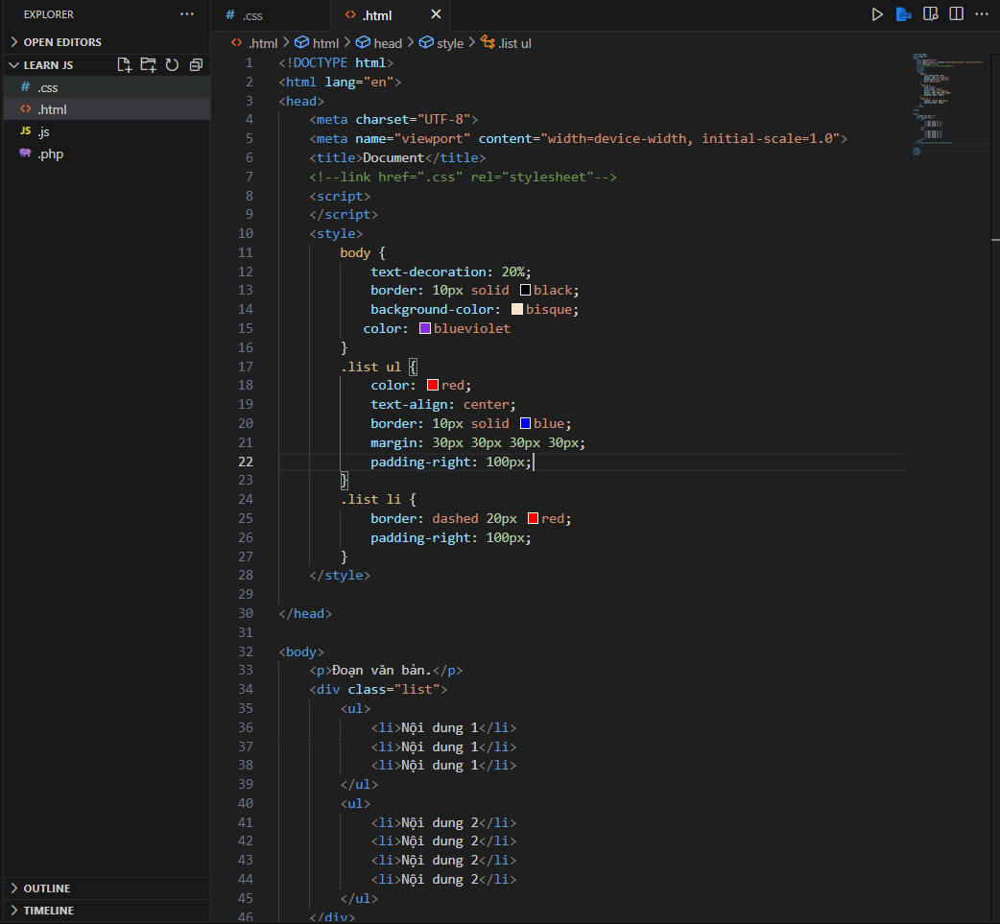 EXPLORER
OPEN EDITORS
LEARN JS
# .css
<> .html
JS .js
.php
OUTLINE
TIMELINE
# .css
<> .html
<> .html > html > head > style > .list ul
1 <!DOCTYPE html>
2 <html lang="en">
3 <head>
4 <meta charset="UTF-8">
5 <meta name="viewport" content="width=device-width, initial-scale=1.0">
6 <title>Document</title>
7 <!--link href=".css" rel="stylesheet"-->
8 <script>
9 </script>
10 <style>
11 body {
12 text-decoration: 20%;
13 border: 10px solid black;
14 background-color: bisque;
15 color: blueviolet
16 }
17 .list ul {
18 color: red;
19 text-align: center;
20 border: 10px solid blue;
21 margin: 30px 30px 30px 30px;
22 padding-right: 100px;
23 }
24 .list li {
25 border: dashed 20px red;
26 padding-right: 100px;
27 }
28 </style>
29
30 </head>
31
32 <body>
33 <p>Đoạn văn bản.</p>
34 <div class="list">
35 <ul>
36 <li>Nội dung 1</li>
37 <li>Nội dung 1</li>
38 <li>Nội dung 1</li>
39 </ul>
40 <ul>
41 <li>Nội dung 2</li>
42 <li>Nội dung 2</li>
43 <li>Nội dung 2</li>
44 <li>Nội dung 2</li>
45 </ul>
46 </div>